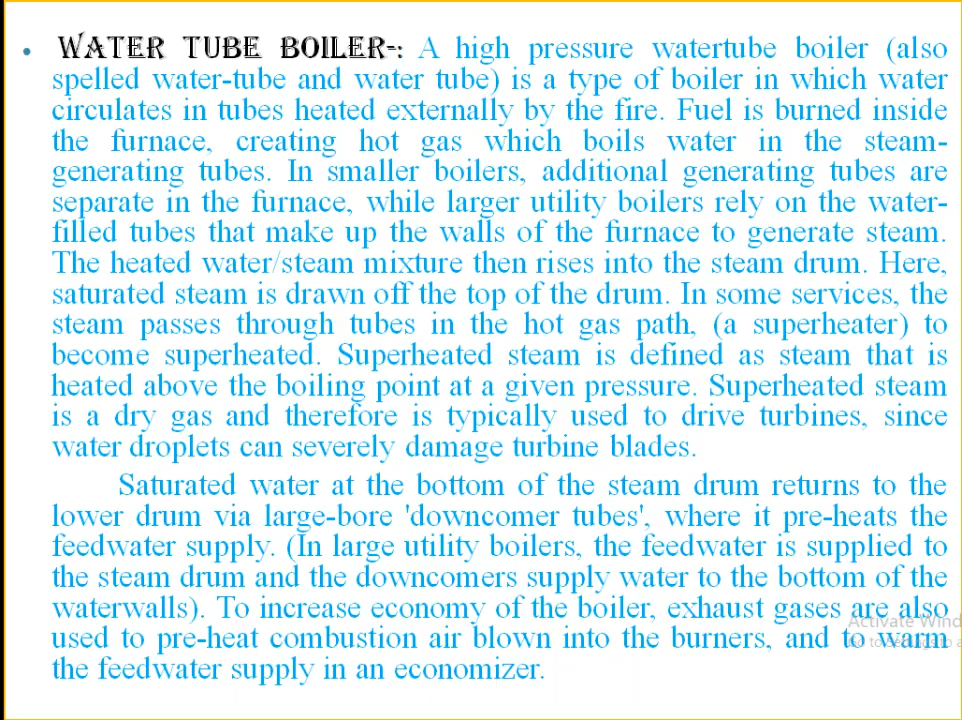 • WATER TUBE BOILER-: A high pressure watertube boiler (also
spelled water-tube and water tube) is a type of boiler in which water
circulates in tubes heated externally by the fire. Fuel is burned inside
the furnace, creating hot gas which boils water in the steam-
generating tubes. In smaller boilers, additional generating tubes are
separate in the furnace, while larger utility boilers rely on the water-
filled tubes that make up the walls of the furnace to generate steam.
The heated water/steam mixture then rises into the steam drum. Here,
saturated steam is drawn off the top of the drum. In some services, the
steam passes through tubes in the hot gas path, (a superheater) to
become superheated. Superheated steam is defined as steam that is
heated above the boiling point at a given pressure. Superheated steam
is a dry gas and therefore is typically used to drive turbines, since
water droplets can severely damage turbine blades.
Saturated water at the bottom of the steam drum returns to the
lower drum via large-bore 'downcomer tubes', where it pre-heats the
feedwater supply. (In large utility boilers, the feedwater is supplied to
the steam drum and the downcomers supply water to the bottom of the
waterwalls). To increase economy of the boiler, exhaust gases are also
used to pre-heat combustion air blown into the burners, and to warm
the feedwater supply in an economizer.
Activate Wind